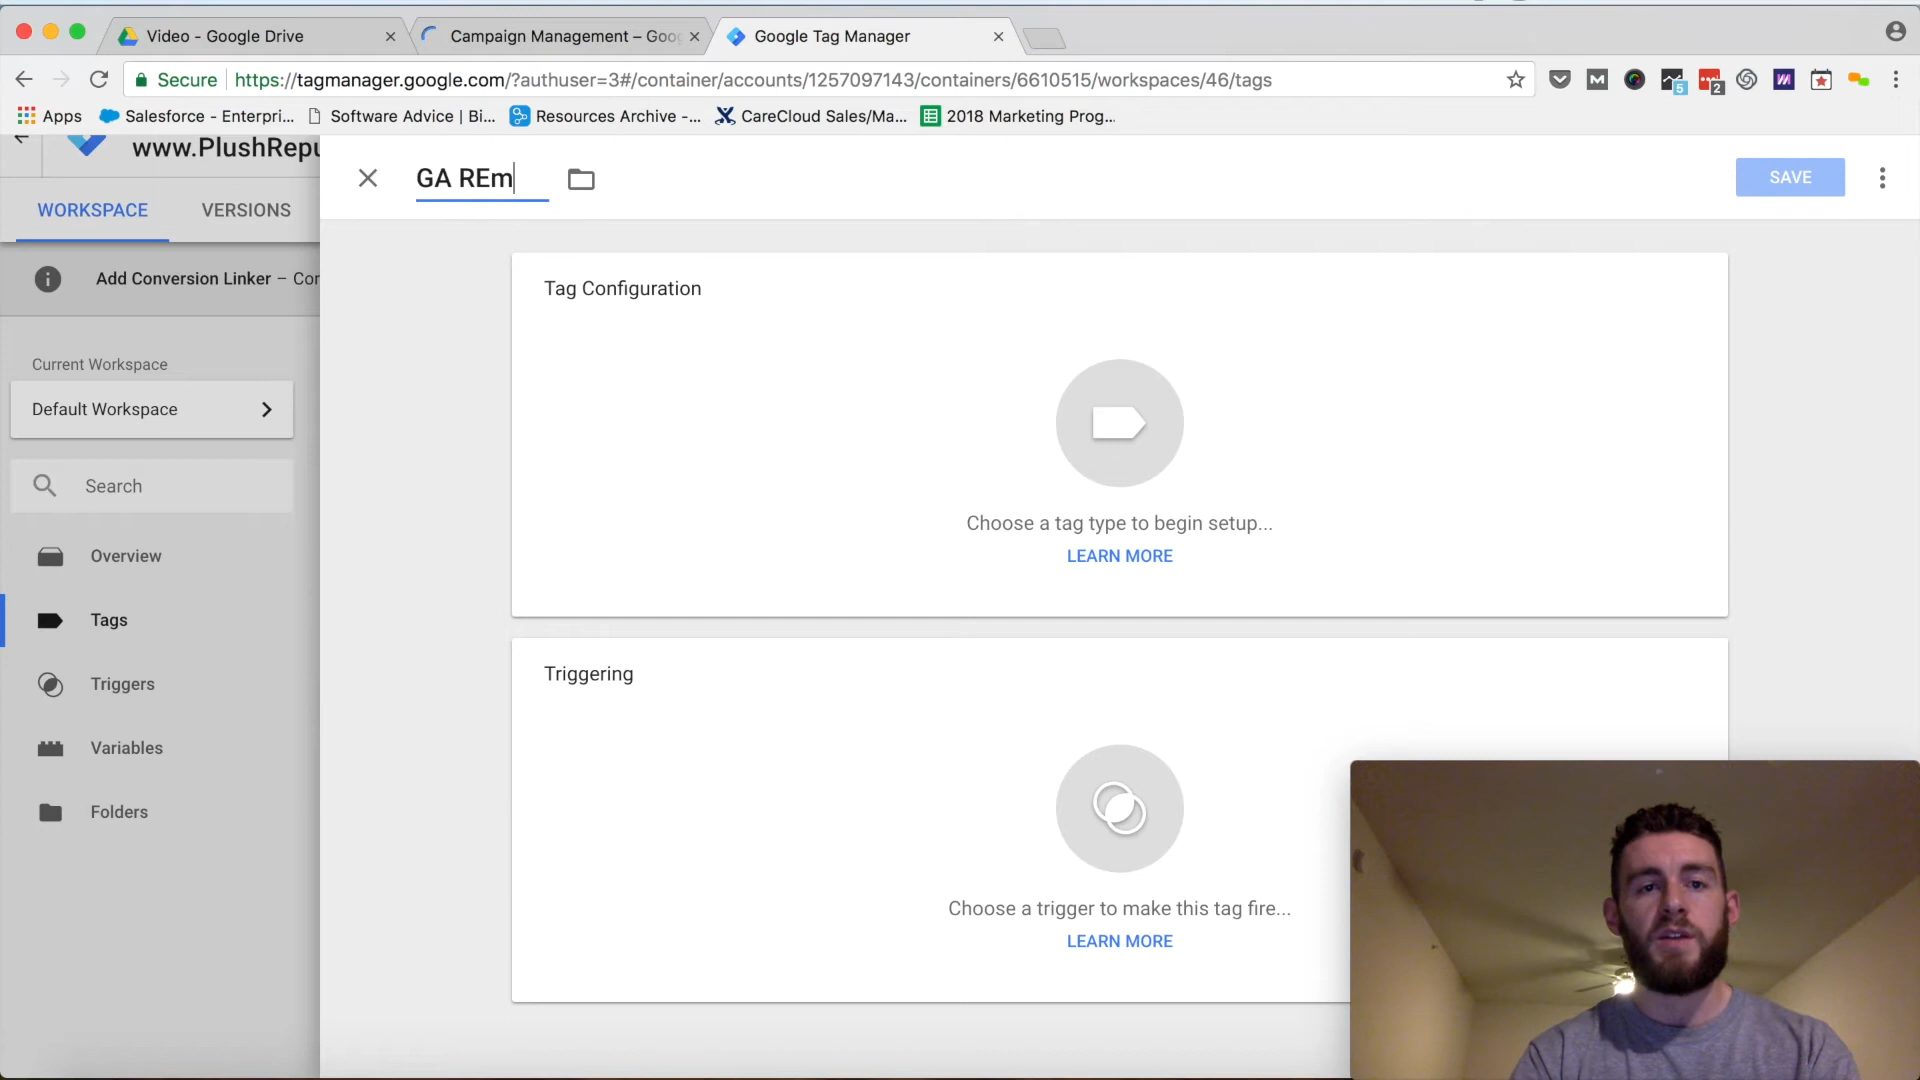 Video - Google Drive
Campaign Management – Goog
Google Tag Manager
Secure
https://tagmanager.google.com/?authuser=3#/container/accounts/1257097143/containers/6610515/workspaces/46/tags
5
2
Apps
Salesforce - Enterpri...
Software Advice | Bi...
Resources Archive -...
CareCloud Sales/Ma...
2018 Marketing Prog...
www.PlushRepu
GA REm
SAVE
WORKSPACE
VERSIONS
Add Conversion Linker – Con
Tag Configuration
Current Workspace
Default Workspace
Search
Choose a tag type to begin setup...
LEARN MORE
Overview
Tags
Triggering
Triggers
Variables
Folders
Choose a trigger to make this tag fire...
LEARN MORE